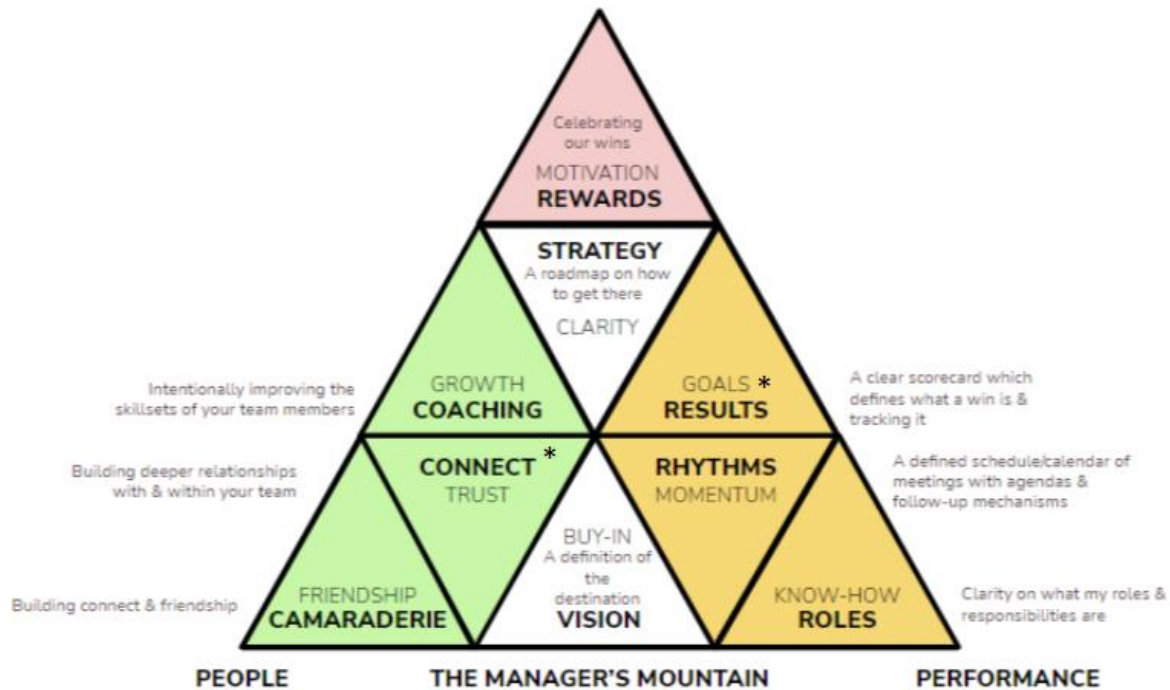 Celebrating
our wins
MOTIVATION
REWARDS
STRATEGY
A roadmap on how
to get there
CLARITY
Intentionally improving the
skillsets of your team members
GROWTH
COACHING
GOALS *
RESULTS
A clear scorecard which
defines what a win is &
tracking it
Building deeper relationships
with & within your team
CONNECT *
TRUST
RHYTHMS
MOMENTUM
A defined schedule/calendar of
meetings with agendas &
follow-up mechanisms
Building connect & friendship
FRIENDSHIP
CAMARADERIE
BUY-IN
A definition of
the
destination
VISION
KNOW-HOW
ROLES
Clarity on what my roles &
responsibilities are
PEOPLE
THE MANAGER'S MOUNTAIN
PERFORMANCE